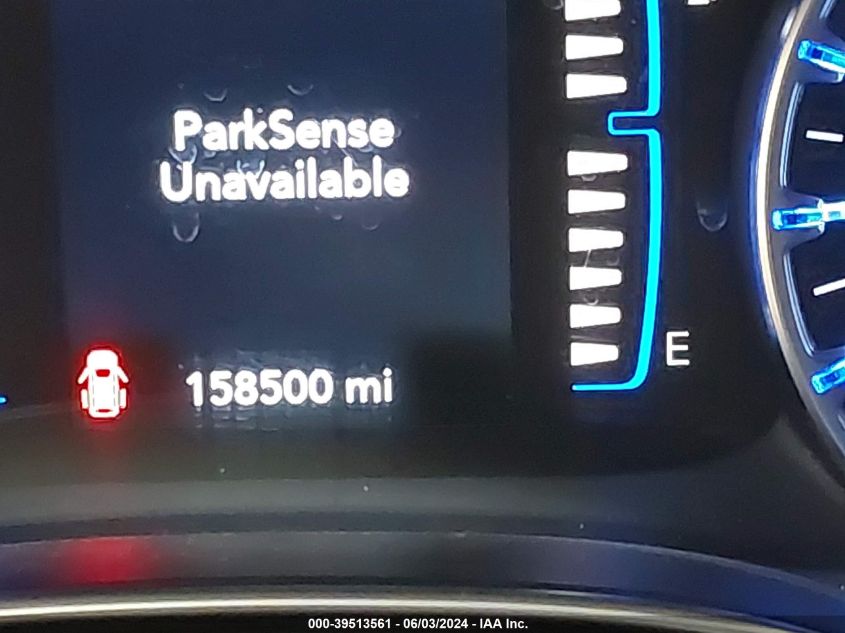 ParkSense
Unavailable
E
158500 mi
000-39513561 - 06/03/2024 - IAA Inc.